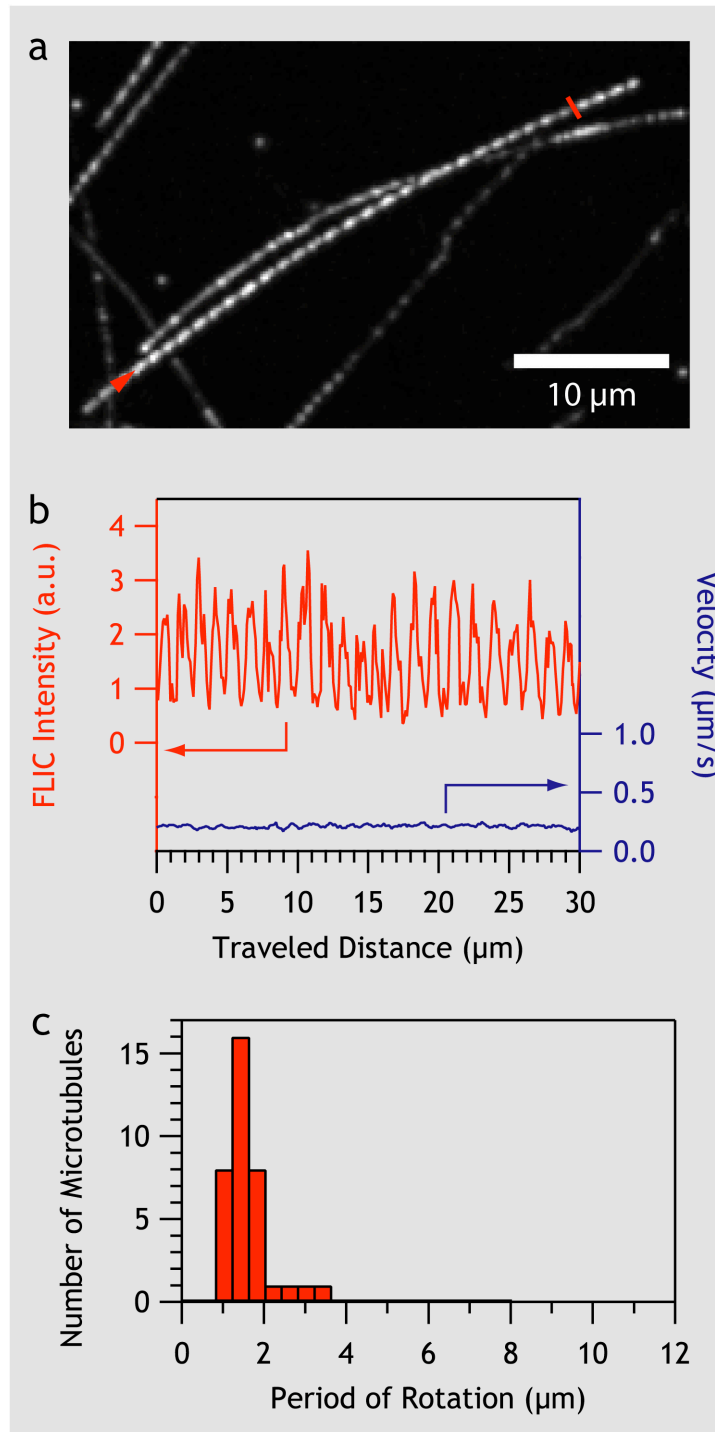 a
10 µm
b
FLIC Intensity (a.u.)
4
3
2
1
0
Velocity (µm/s)
1.0
0.5
0.0
0 5 10 15 20 25 30
Traveled Distance (µm)
c
Number of Microtubules
15
10
5
0
0 2 4 6 8 10 12
Period of Rotation (µm)